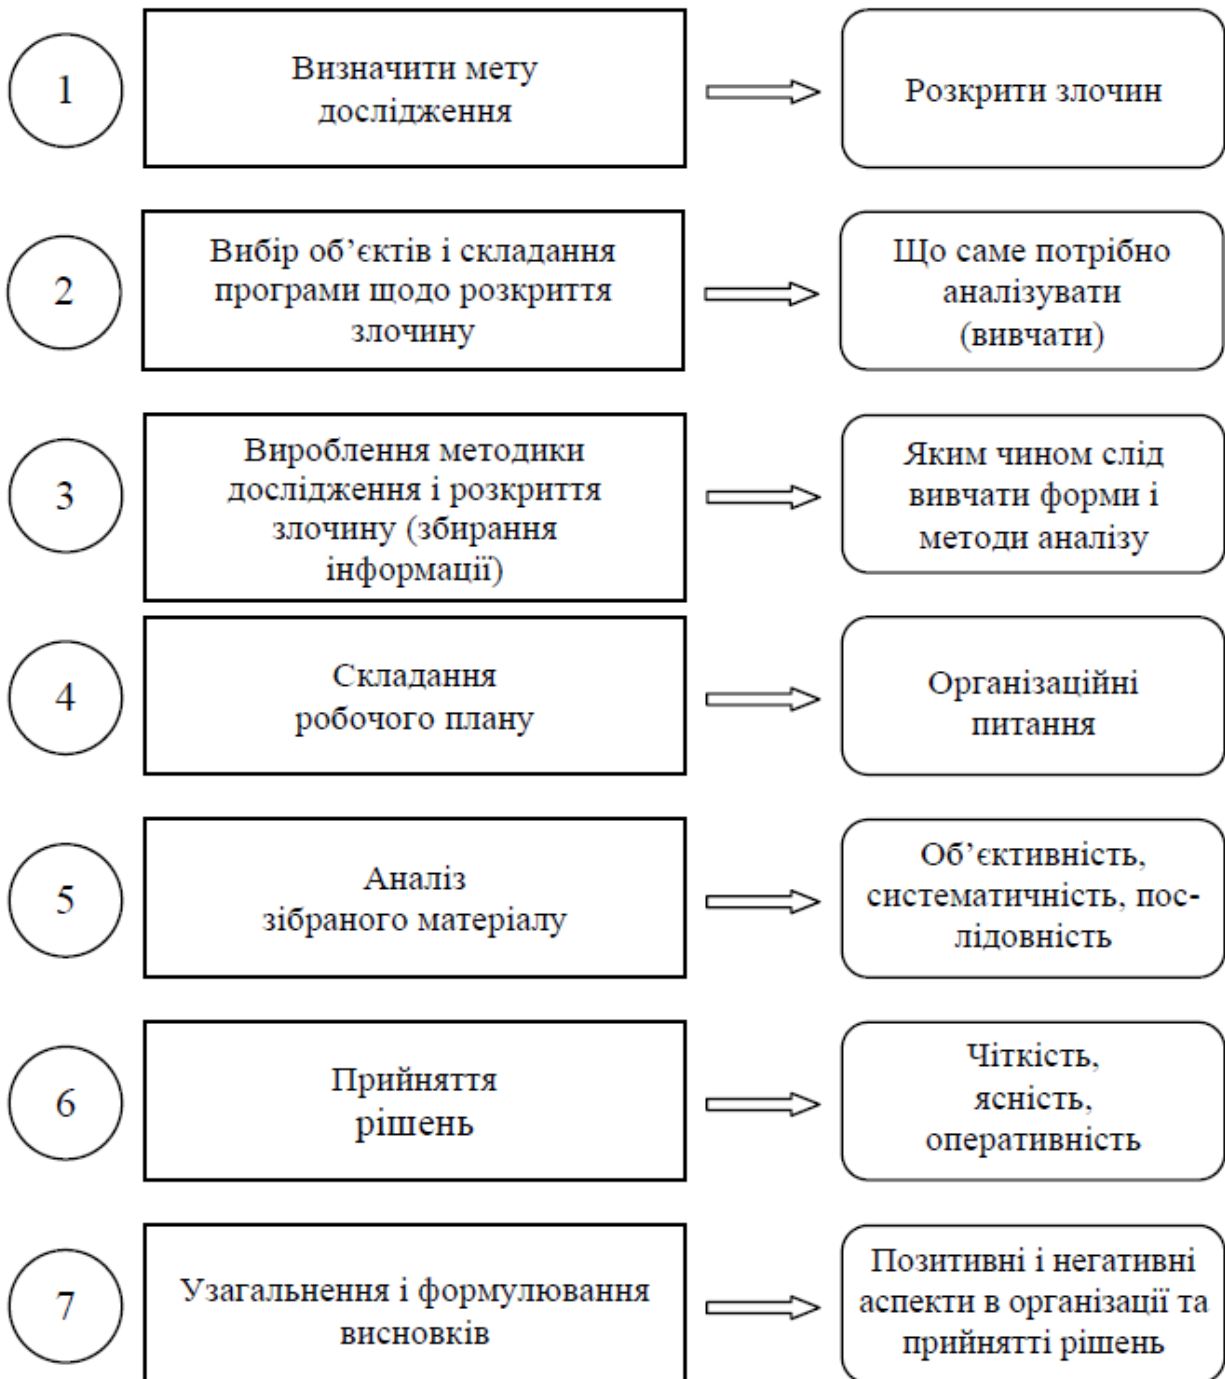 1
Визначити мету
дослідження
Розкрити злочин
2
Вибір об’єктів і складання
програми щодо розкриття
злочину
Що саме потрібно
аналізувати
(вивчати)
3
Вироблення методики
дослідження і розкриття
злочину (збирання
інформації)
Яким чином слід
вивчати форми і
методи аналізу
4
Складання
робочого плану
Організаційні
питання
5
Аналіз
зібраного матеріалу
Об’єктивність,
систематичність, пос-
лідовність
6
Прийняття
рішень
Чіткість,
ясність,
оперативність
7
Узагальнення і формулювання
висновків
Позитивні і негативні
аспекти в організації та
прийнятті рішень